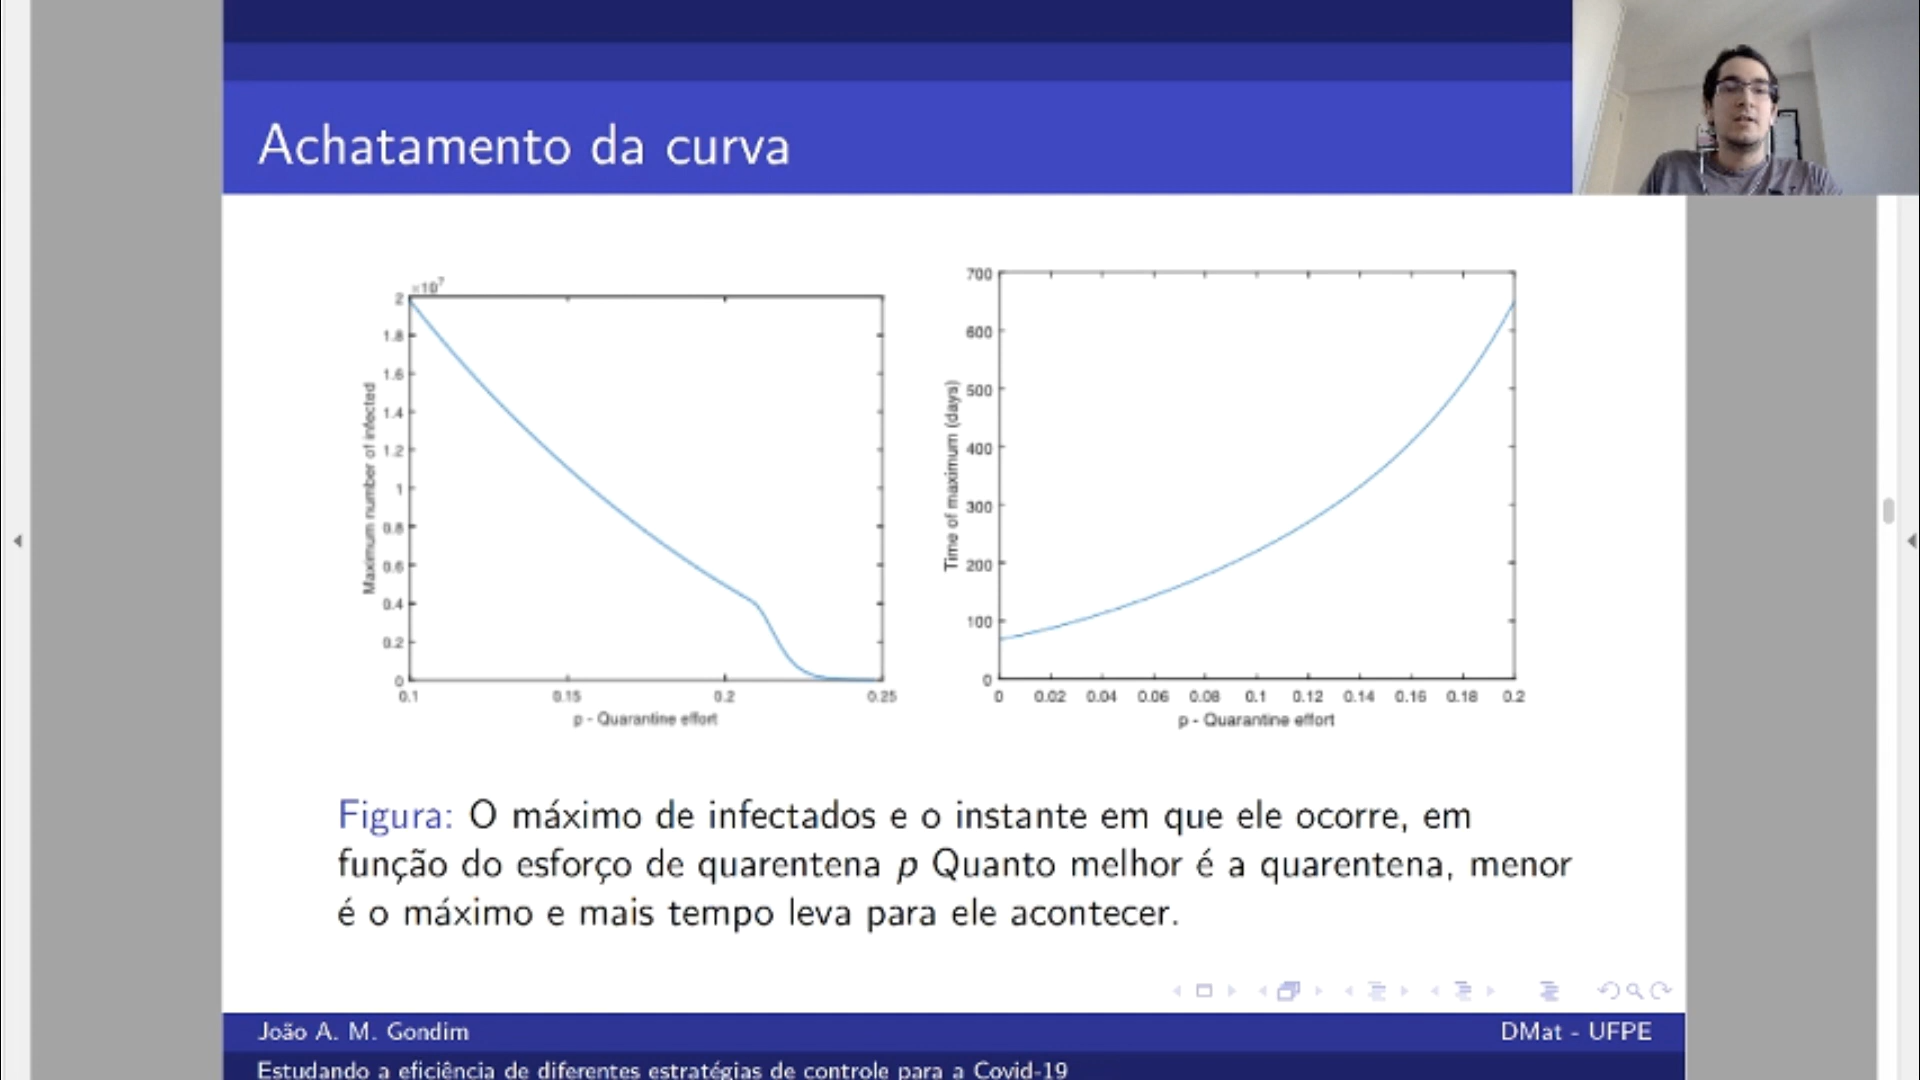 Achatamento da curva
×10⁷
2
1.8
1.6
1.4
1.2
1
0.8
0.6
0.4
0.2
0
0.1 0.15 0.2 0.25
p - Quarantine effort
Maximum number of infected
700
600
500
400
300
200
100
0
0 0.02 0.04 0.06 0.08 0.1 0.12 0.14 0.16 0.18 0.2
p - Quarantine effort
Time of maximum (days)
Figura: O máximo de infectados e o instante em que ele ocorre, em
função do esforço de quarentena p Quanto melhor é a quarentena, menor
é o máximo e mais tempo leva para ele acontecer.
João A. M. Gondim DMat - UFPE
Estudando a eficiência de diferentes estratégias de controle para a Covid-19